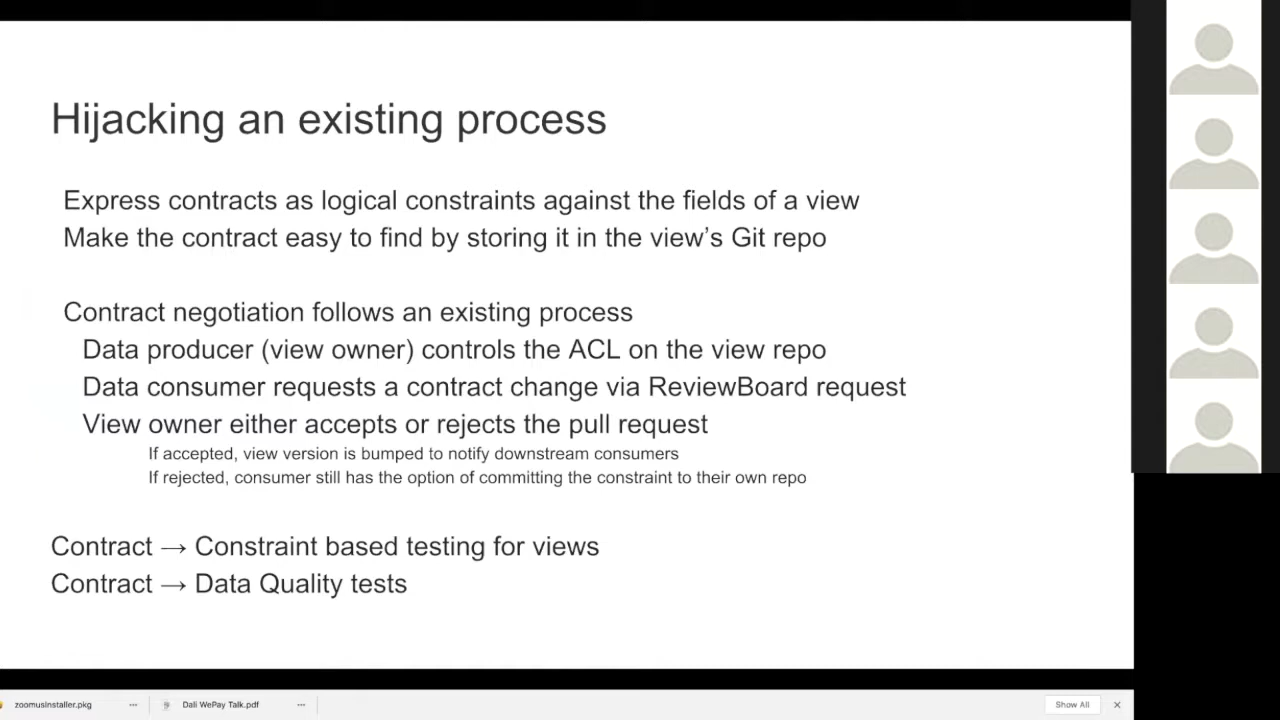 Hijacking an existing process
Express contracts as logical constraints against the fields of a view
Make the contract easy to find by storing it in the view’s Git repo
Contract negotiation follows an existing process
Data producer (view owner) controls the ACL on the view repo
Data consumer requests a contract change via ReviewBoard request
View owner either accepts or rejects the pull request
If accepted, view version is bumped to notify downstream consumers
If rejected, consumer still has the option of committing the constraint to their own repo
Contract → Constraint based testing for views
Contract → Data Quality tests
zoomusInstaller.pkg
Dali WePay Talk.pdf
Show All